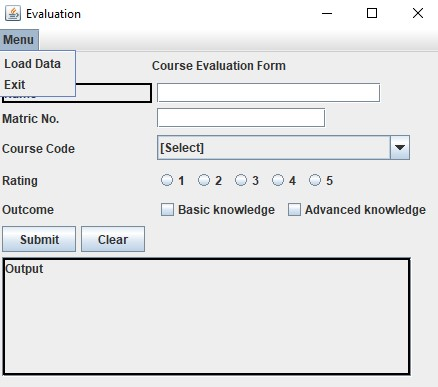 Evaluation
Menu
Load Data
Exit
Course Evaluation Form
Matric No.
Course Code [Select]
Rating 1 2 3 4 5
Outcome Basic knowledge Advanced knowledge
Submit Clear
Output